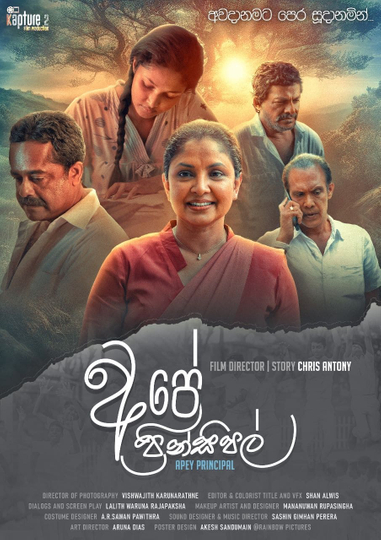 Kapture 2
FILM PRODUCTION
අවදානමට පෙර සූදානමින්...
FILM DIRECTOR | STORY CHRIS ANTONY
අපේ
ප්‍රින්සිපල්
APEY PRINCIPAL
DIRECTOR OF PHOTOGRAPHY VISHWAJITH KARUNARATHNE EDITOR & COLORIST TITLE AND VFX SHAN ALWIS
DIALOGS AND SCREEN PLAY LALITH WARUNA RAJAPAKSHA MAKEUP ARTIST AND DESIGNER MANANUWAN RUPASINGHA
COSTUME DESIGNER A.R.SAWAN PAWITHRA SOUND DESIGNER & MUSIC DIRECTOR SASHIN GIMHAN PERERA
ART DIRECTOR ARUNA DIAS POSTER DESIGN AKESH SANDUMAIN @RAINBOW PICTURES